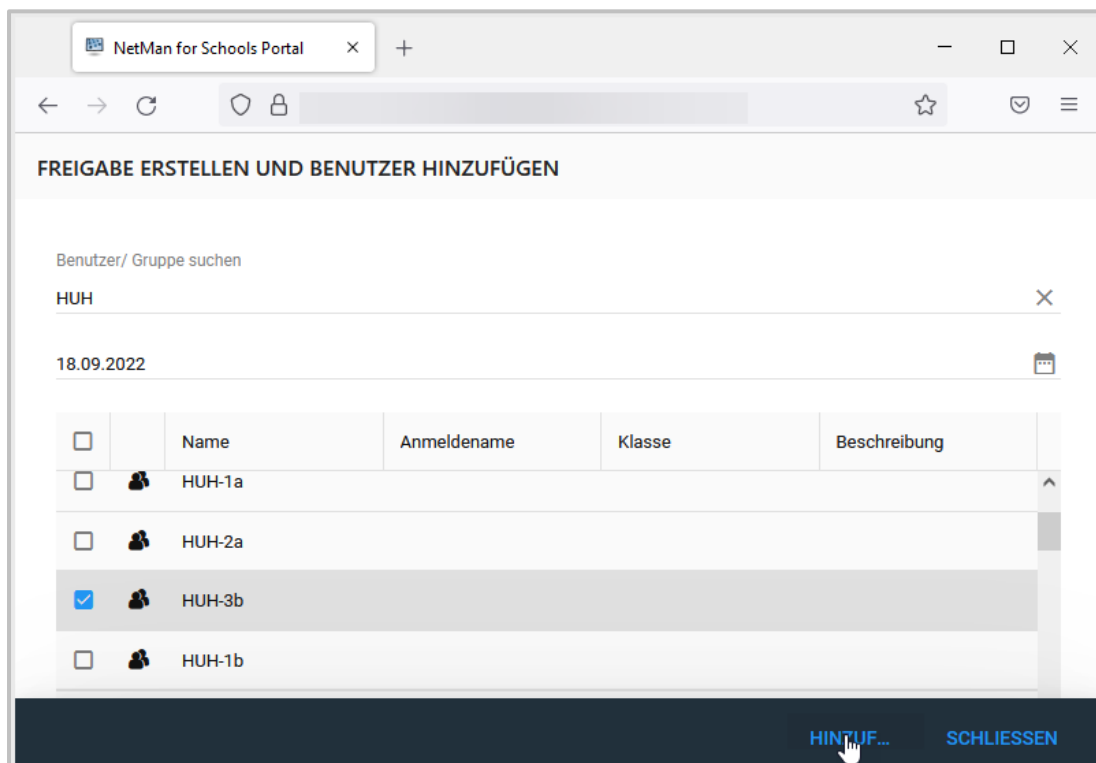 NetMan for Schools Portal
FREIGABE ERSTELLEN UND BENUTZER HINZUFÜGEN
Benutzer/ Gruppe suchen
HUH
18.09.2022
Name Anmeldename Klasse Beschreibung
HUH-1a
HUH-2a
HUH-3b
HUH-1b
HINZUF... SCHLIESSEN